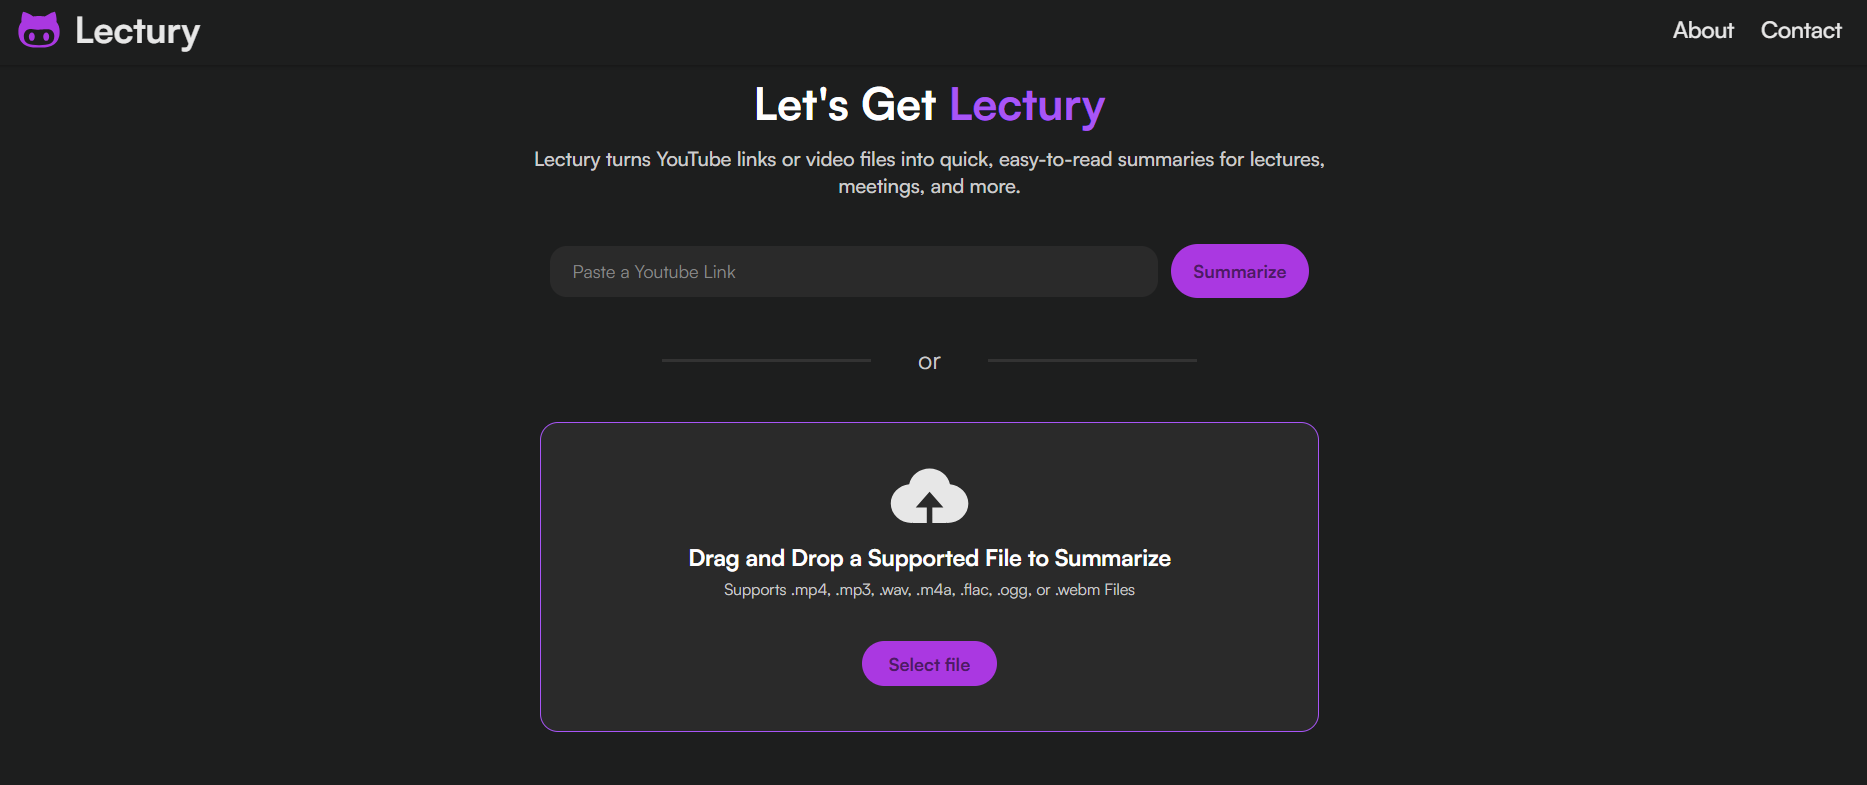 Lectury
About
Contact
Let's Get Lectury
Lectury turns YouTube links or video files into quick, easy-to-read summaries for lectures,
meetings, and more.
Paste a Youtube Link
Summarize
or
Drag and Drop a Supported File to Summarize
Supports .mp4, .mp3, .wav, .m4a, .flac, .ogg, or .webm Files
Select file